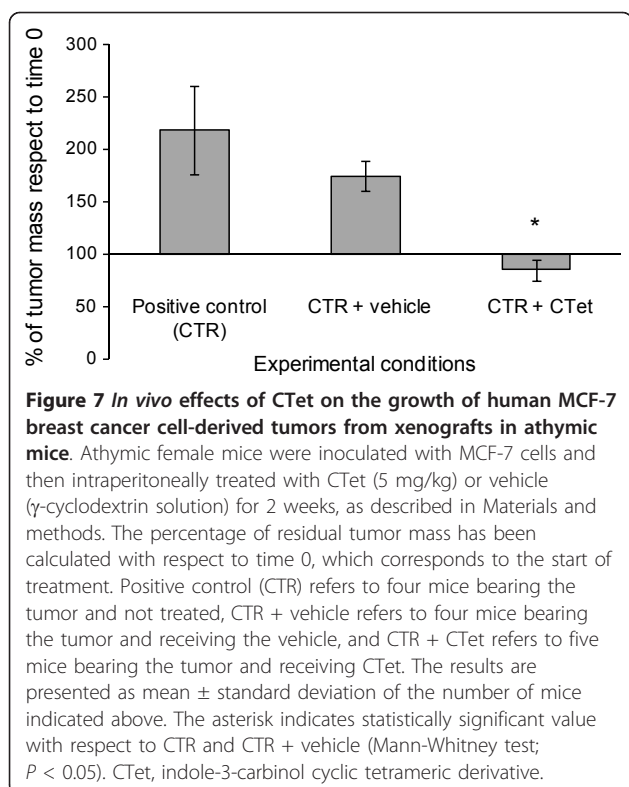 % of tumor mass respect to time 0
300
250
200
150
100
50
0
*
Positive control
(CTR)
CTR + vehicle
CTR + CTet
Experimental conditions
Figure 7 In vivo effects of CTet on the growth of human MCF-7
breast cancer cell-derived tumors from xenografts in athymic
mice. Athymic female mice were inoculated with MCF-7 cells and
then intraperitoneally treated with CTet (5 mg/kg) or vehicle
(γ-cyclodextrin solution) for 2 weeks, as described in Materials and
methods. The percentage of residual tumor mass has been
calculated with respect to time 0, which corresponds to the start of
treatment. Positive control (CTR) refers to four mice bearing the
tumor and not treated, CTR + vehicle refers to four mice bearing
the tumor and receiving the vehicle, and CTR + CTet refers to five
mice bearing the tumor and receiving CTet. The results are
presented as mean ± standard deviation of the number of mice
indicated above. The asterisk indicates statistically significant value
with respect to CTR and CTR + vehicle (Mann-Whitney test;
P < 0.05). CTet, indole-3-carbinol cyclic tetrameric derivative.